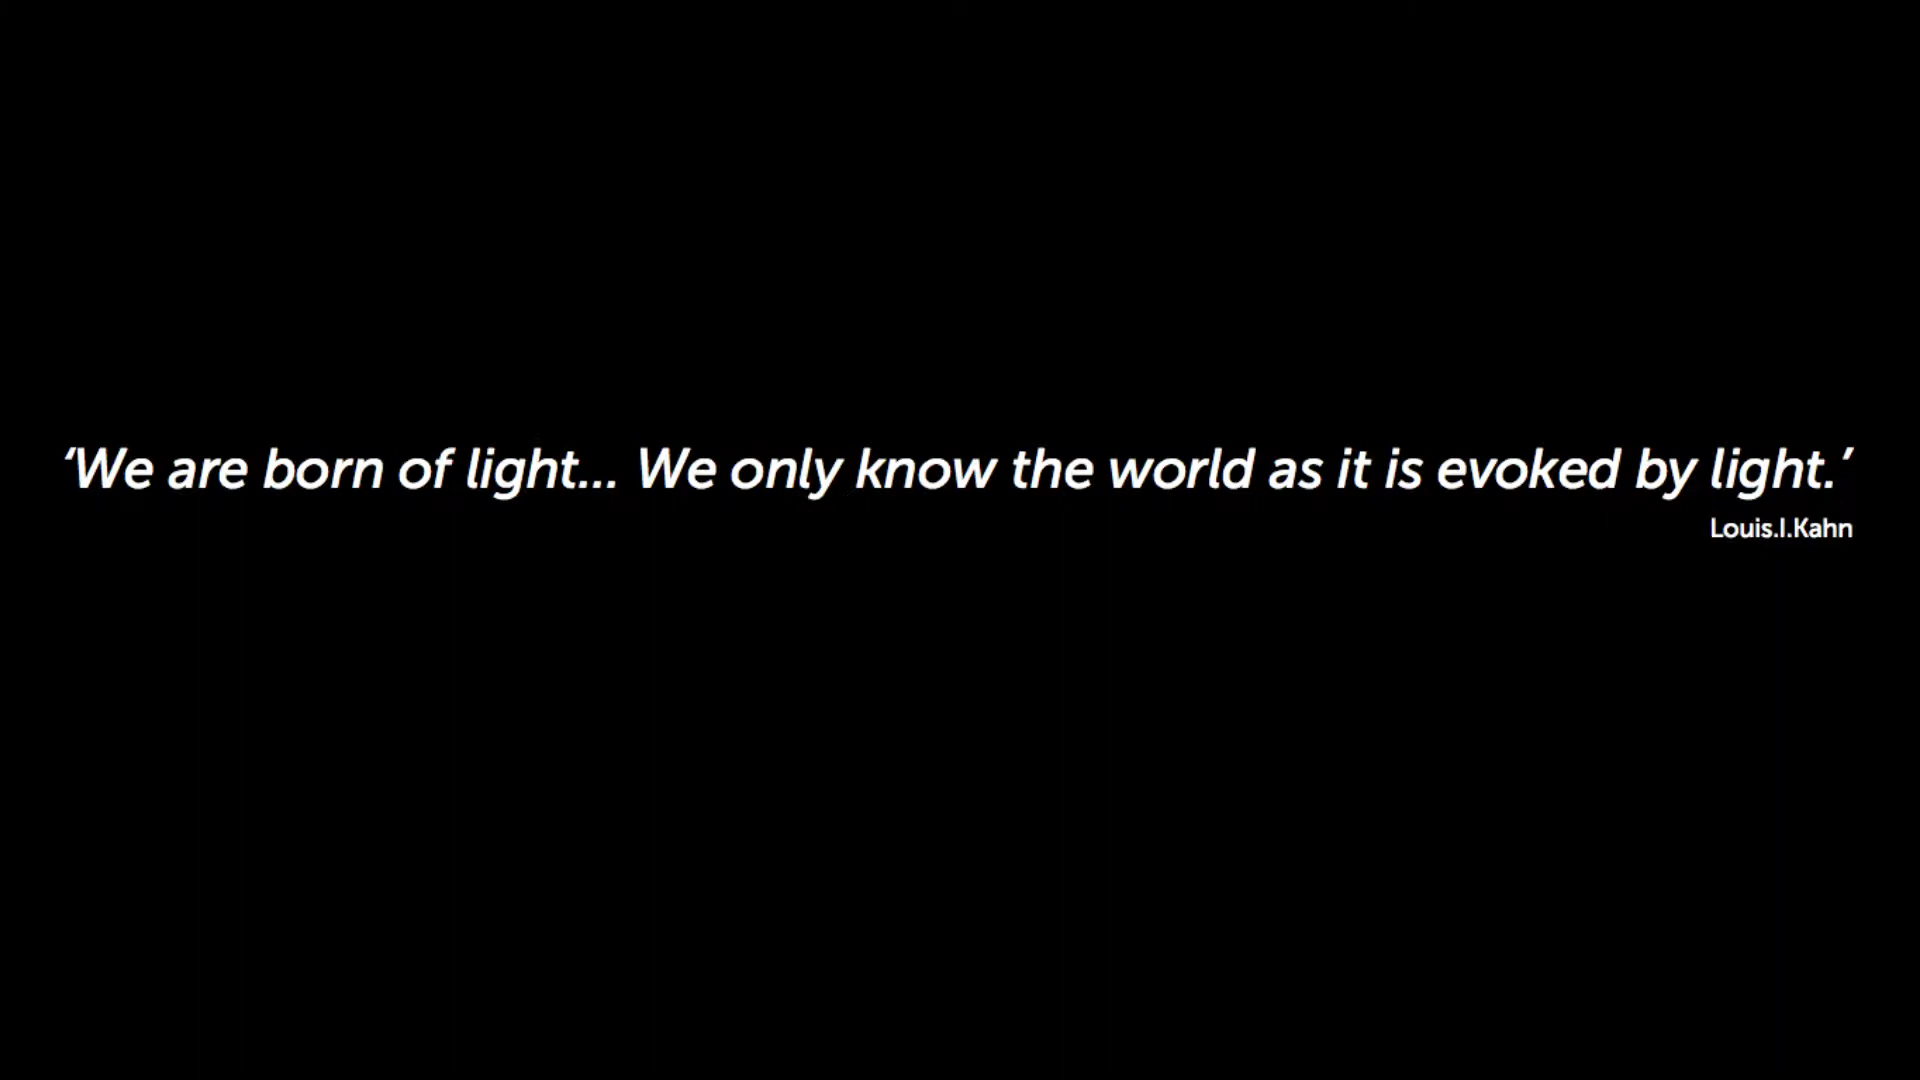 ‘We are born of light... We only know the world as it is evoked by light.’
Louis.I.Kahn